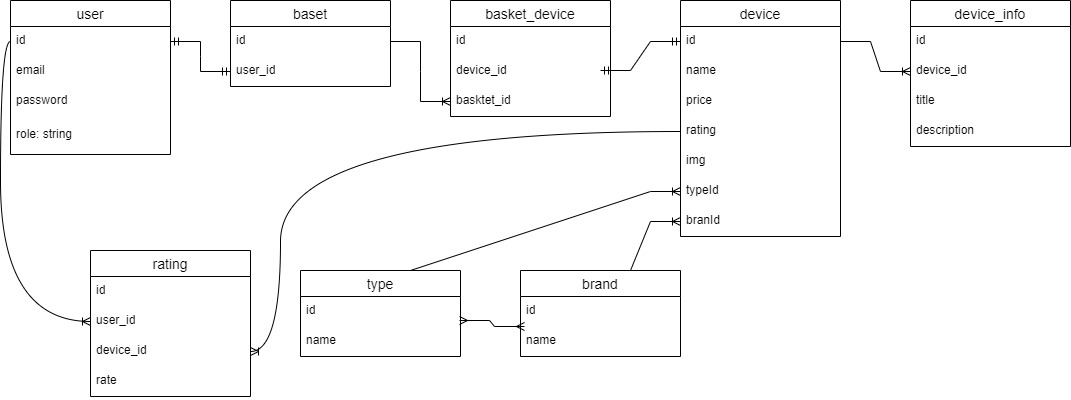 user
id
email
password
role: string
baset
id
user_id
basket_device
id
device_id
basktet_id
device
id
name
price
rating
img
typeId
branId
device_info
id
device_id
title
description
rating
id
user_id
device_id
rate
type
id
name
brand
id
name